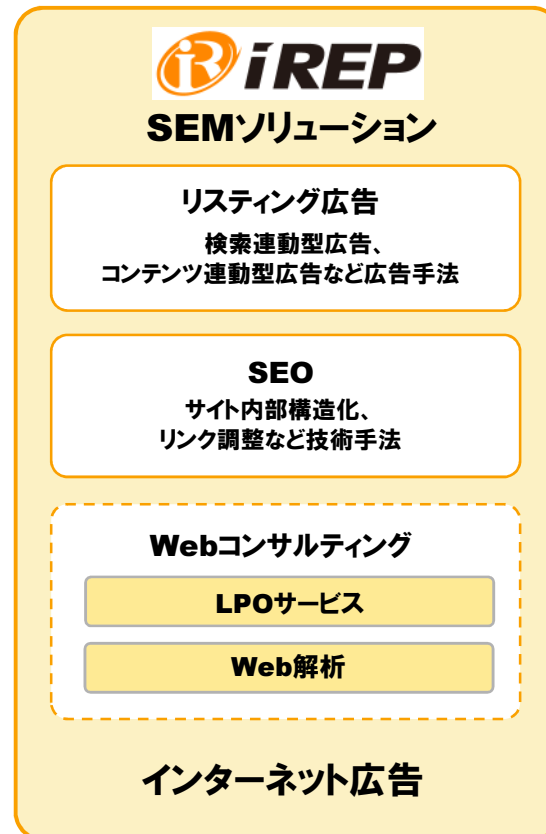 iREP
SEMソリューション
リスティング広告
検索連動型広告、
コンテンツ連動型広告など広告手法
SEO
サイト内部構造化、
リンク調整など技術手法
Webコンサルティング
LPOサービス
Web解析
インターネット広告